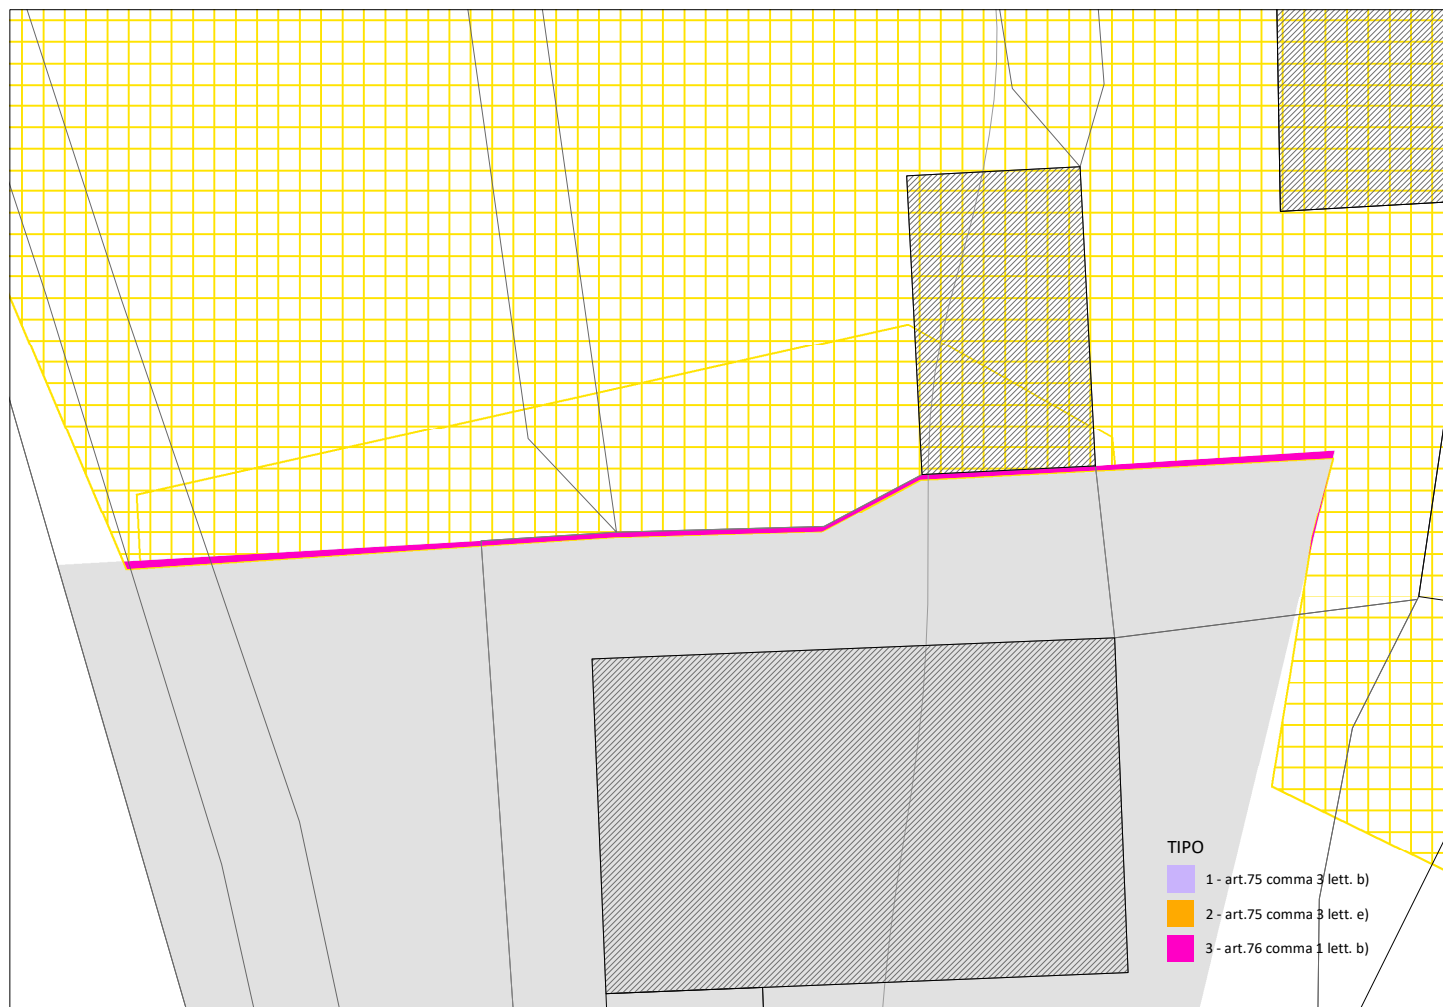 TIPO
1 - art.75 comma 3 lett. b)
2 - art.75 comma 3 lett. e)
3 - art.76 comma 1 lett. b)